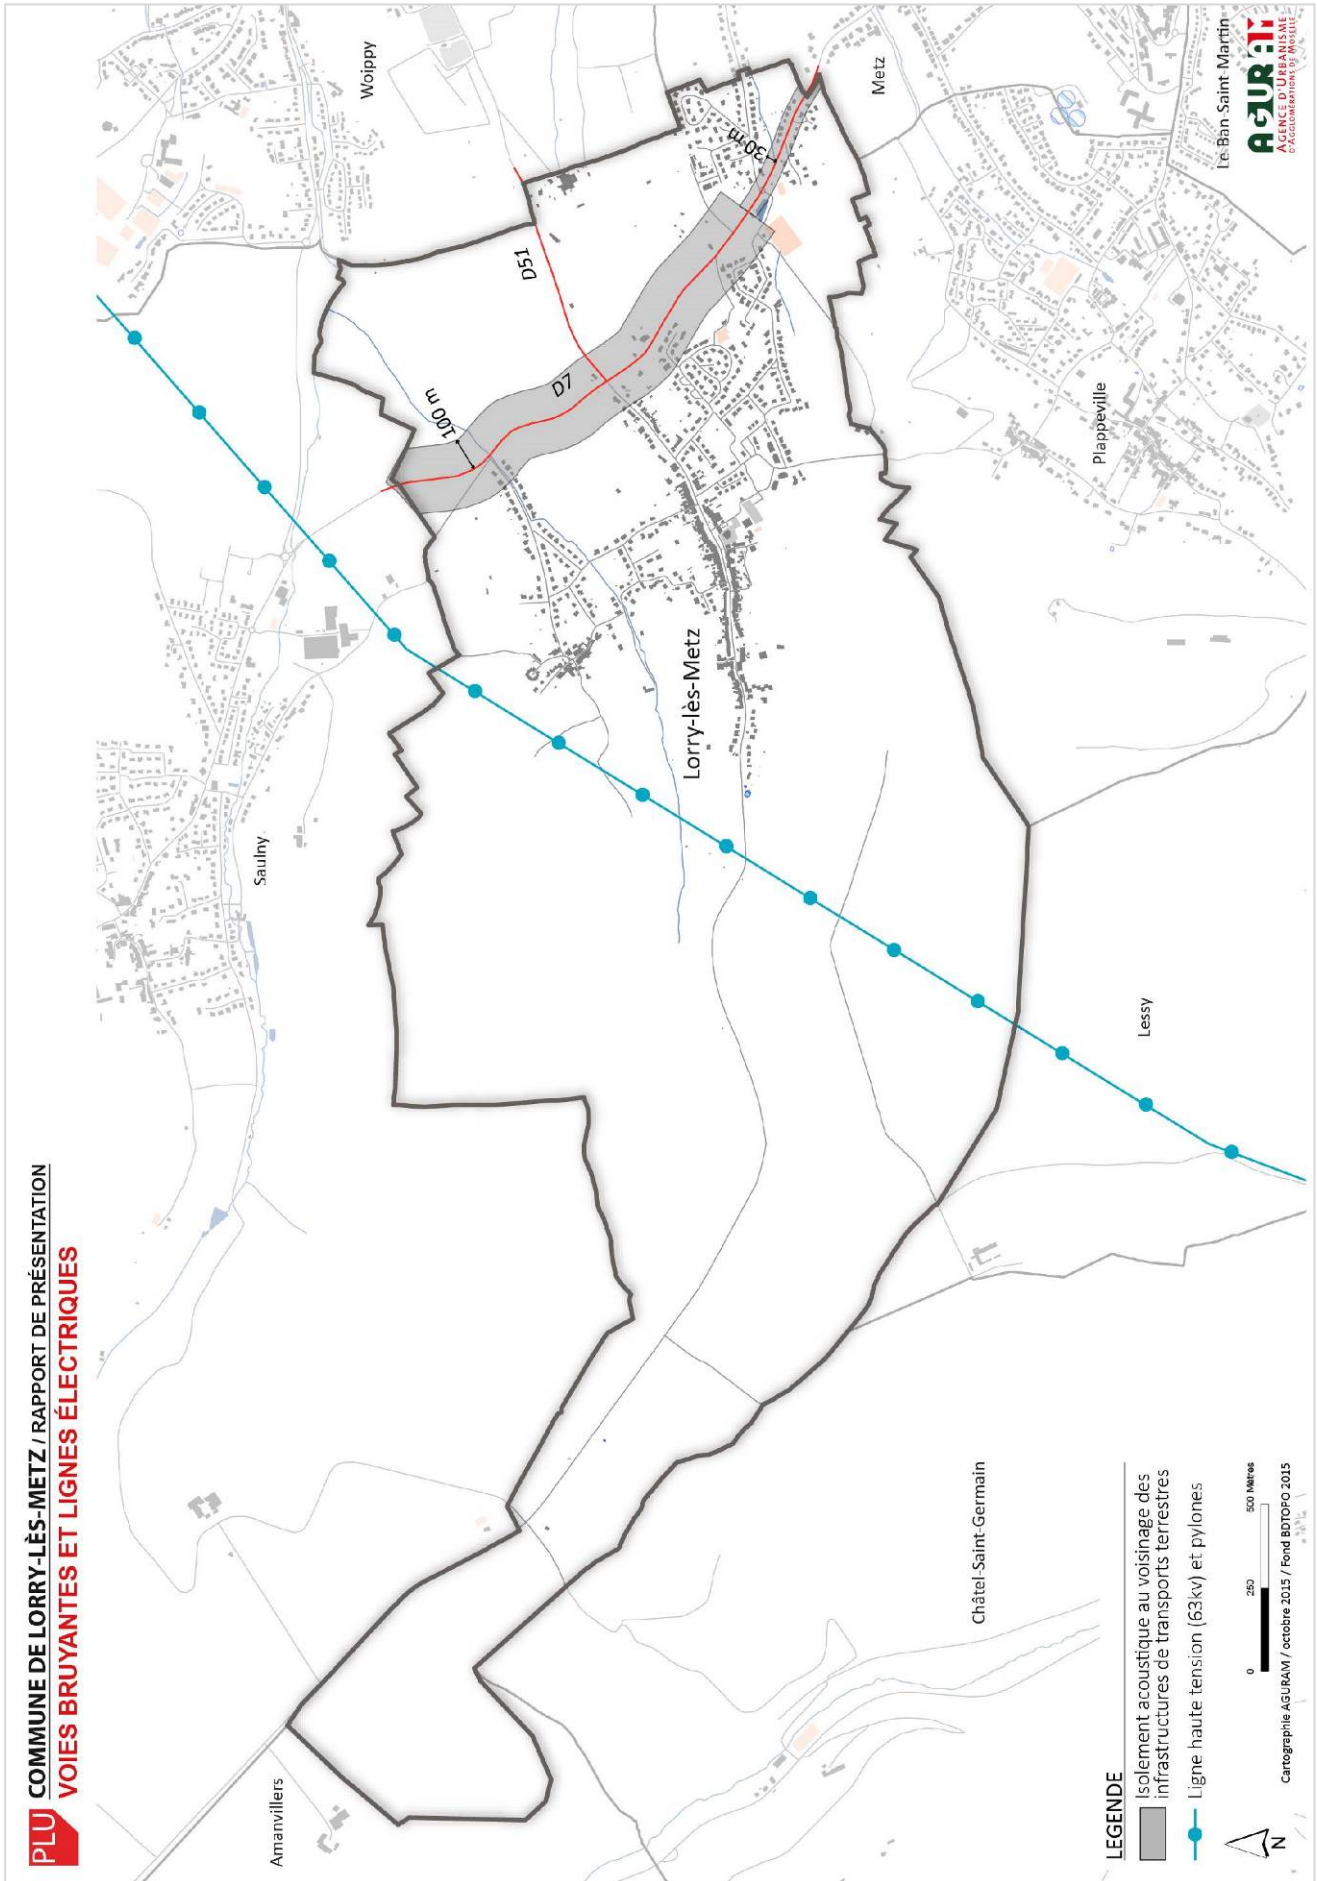 PLU
COMMUNE DE LORRY-LÈS-METZ / RAPPORT DE PRÉSENTATION
VOIES BRUYANTES ET LIGNES ÉLECTRIQUES
Amanvillers
Saulny
Woippy
D51
100 m
D7
30 m
Metz
Lorry-lès-Metz
Plappeville
Le Ban-Saint-Martin
Lessy
Châtel-Saint-Germain
LEGENDE
Isolement acoustique au voisinage des
infrastructures de transports terrestres
Ligne haute tension (63kv) et pylones
N
0 250 500 Mètres
Cartographie AGURAM / octobre 2015 / Fond BDTOPO 2015
AGURAM
AGENCE D'URBANISME
D'AGGLOMÉRATIONS DE MOSELLE